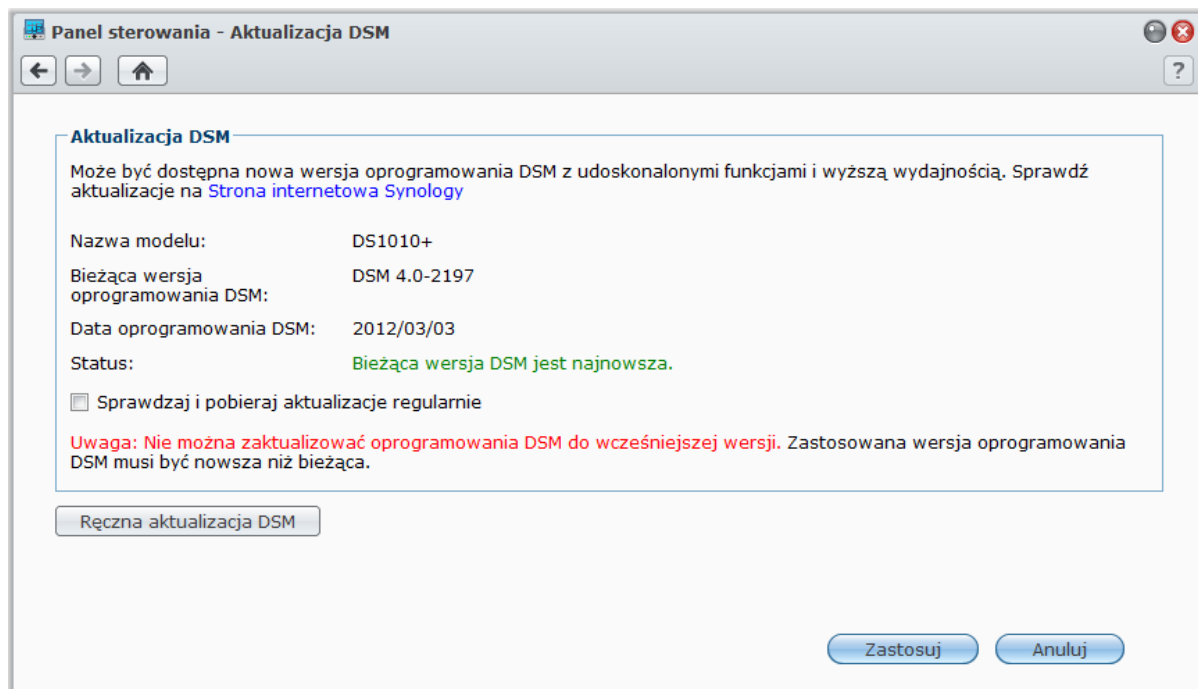 Panel sterowania - Aktualizacja DSM
?
Aktualizacja DSM
Może być dostępna nowa wersja oprogramowania DSM z udoskonalonymi funkcjami i wyższą wydajnością. Sprawdź
aktualizacje na Strona internetowa Synology
Nazwa modelu: DS1010+
Bieżąca wersja
oprogramowania DSM: DSM 4.0-2197
Data oprogramowania DSM: 2012/03/03
Status: Bieżąca wersja DSM jest najnowsza.
Sprawdzaj i pobieraj aktualizacje regularnie
Uwaga: Nie można zaktualizować oprogramowania DSM do wcześniejszej wersji. Zastosowana wersja oprogramowania
DSM musi być nowsza niż bieżąca.
Ręczna aktualizacja DSM
Zastosuj Anuluj